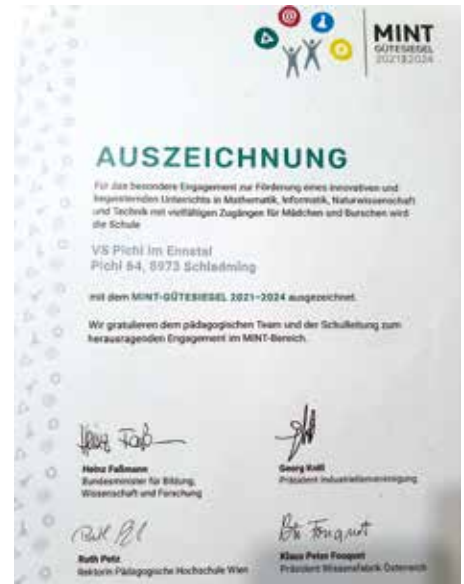 MINT
GÜTESIEGEL
2021-2024
AUSZEICHNUNG
Für das besondere Engagement zur Förderung eines innovativen und
begeisternden Unterrichts in Mathematik, Informatik, Naturwissenschaft
und Technik mit vielfältigen Zugängen für Mädchen und Burschen wird
die Schule
VS Pichl im Ennstal
Pichl 64, 8973 Schladming
mit dem MINT-GÜTESIEGEL 2021–2024 ausgezeichnet.
Wir gratulieren dem pädagogischen Team und der Schulleitung zum
herausragenden Engagement im MINT-Bereich.
Heinz Faßmann
Bundesminister für Bildung,
Wissenschaft und Forschung
Georg Knill
Präsident Industriellenvereinigung
Ruth Petz
Rektorin Pädagogische Hochschule Wien
Klaus Peter Fouquet
Präsident Wissensfabrik Österreich